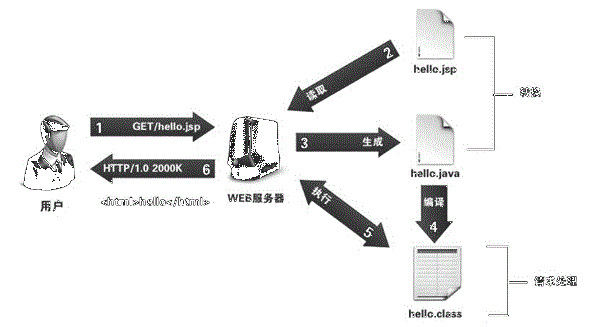 2
hello.jsp
读取
转换
1 GET/hello.jsp
3 生成
HTTP/1.0 2000K 6
hello.java
用户
<html>hello</html>
WEB服务器
执行
5
编译
4
请求处理
hello.class